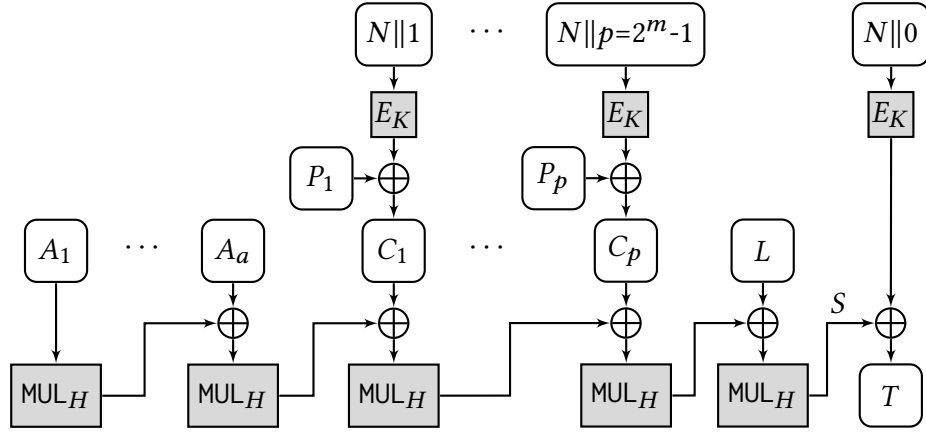 N||1 ··· N||p=2^m-1 N||0
E_K E_K E_K
P_1 P_p
A_1 ··· A_a C_1 ··· C_p L
S
MUL_H MUL_H MUL_H MUL_H MUL_H T